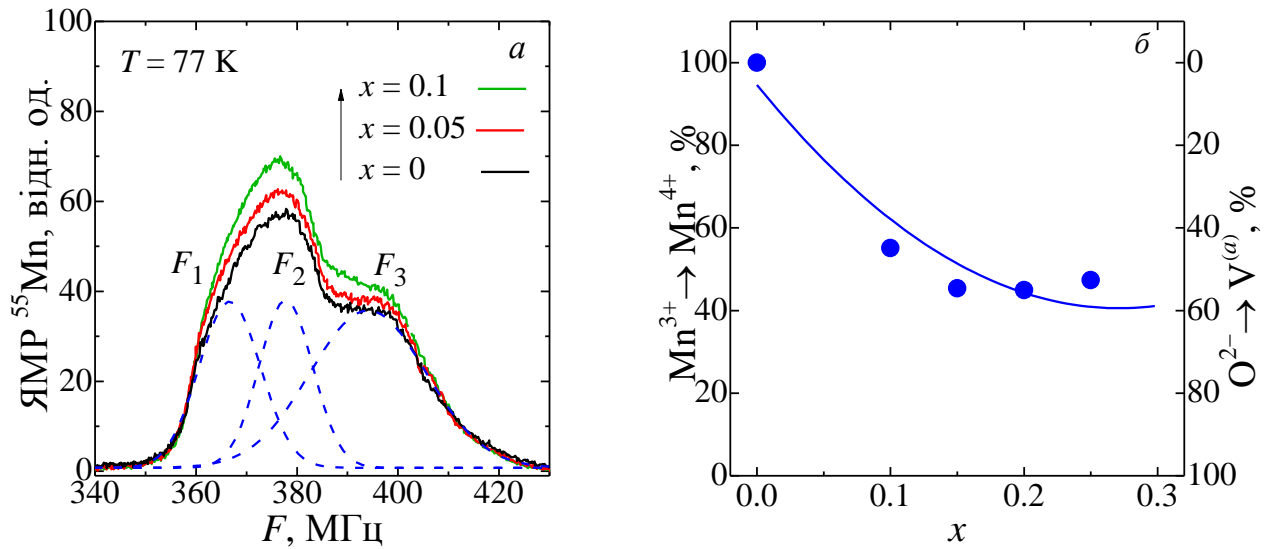 100
80
60
40
20
0
ЯМР ⁵⁵Mn, відн. од.
T = 77 K
a
x = 0.1
x = 0.05
x = 0
F₁
F₂
F₃
340
360
380
400
420
F, МГц
100
80
60
40
20
0
Mn³⁺→ Mn⁴⁺, %
б
0
20
40
60
80
100
O²⁻→ V⁽ᵃ⁾, %
0.0
0.1
0.2
0.3
x